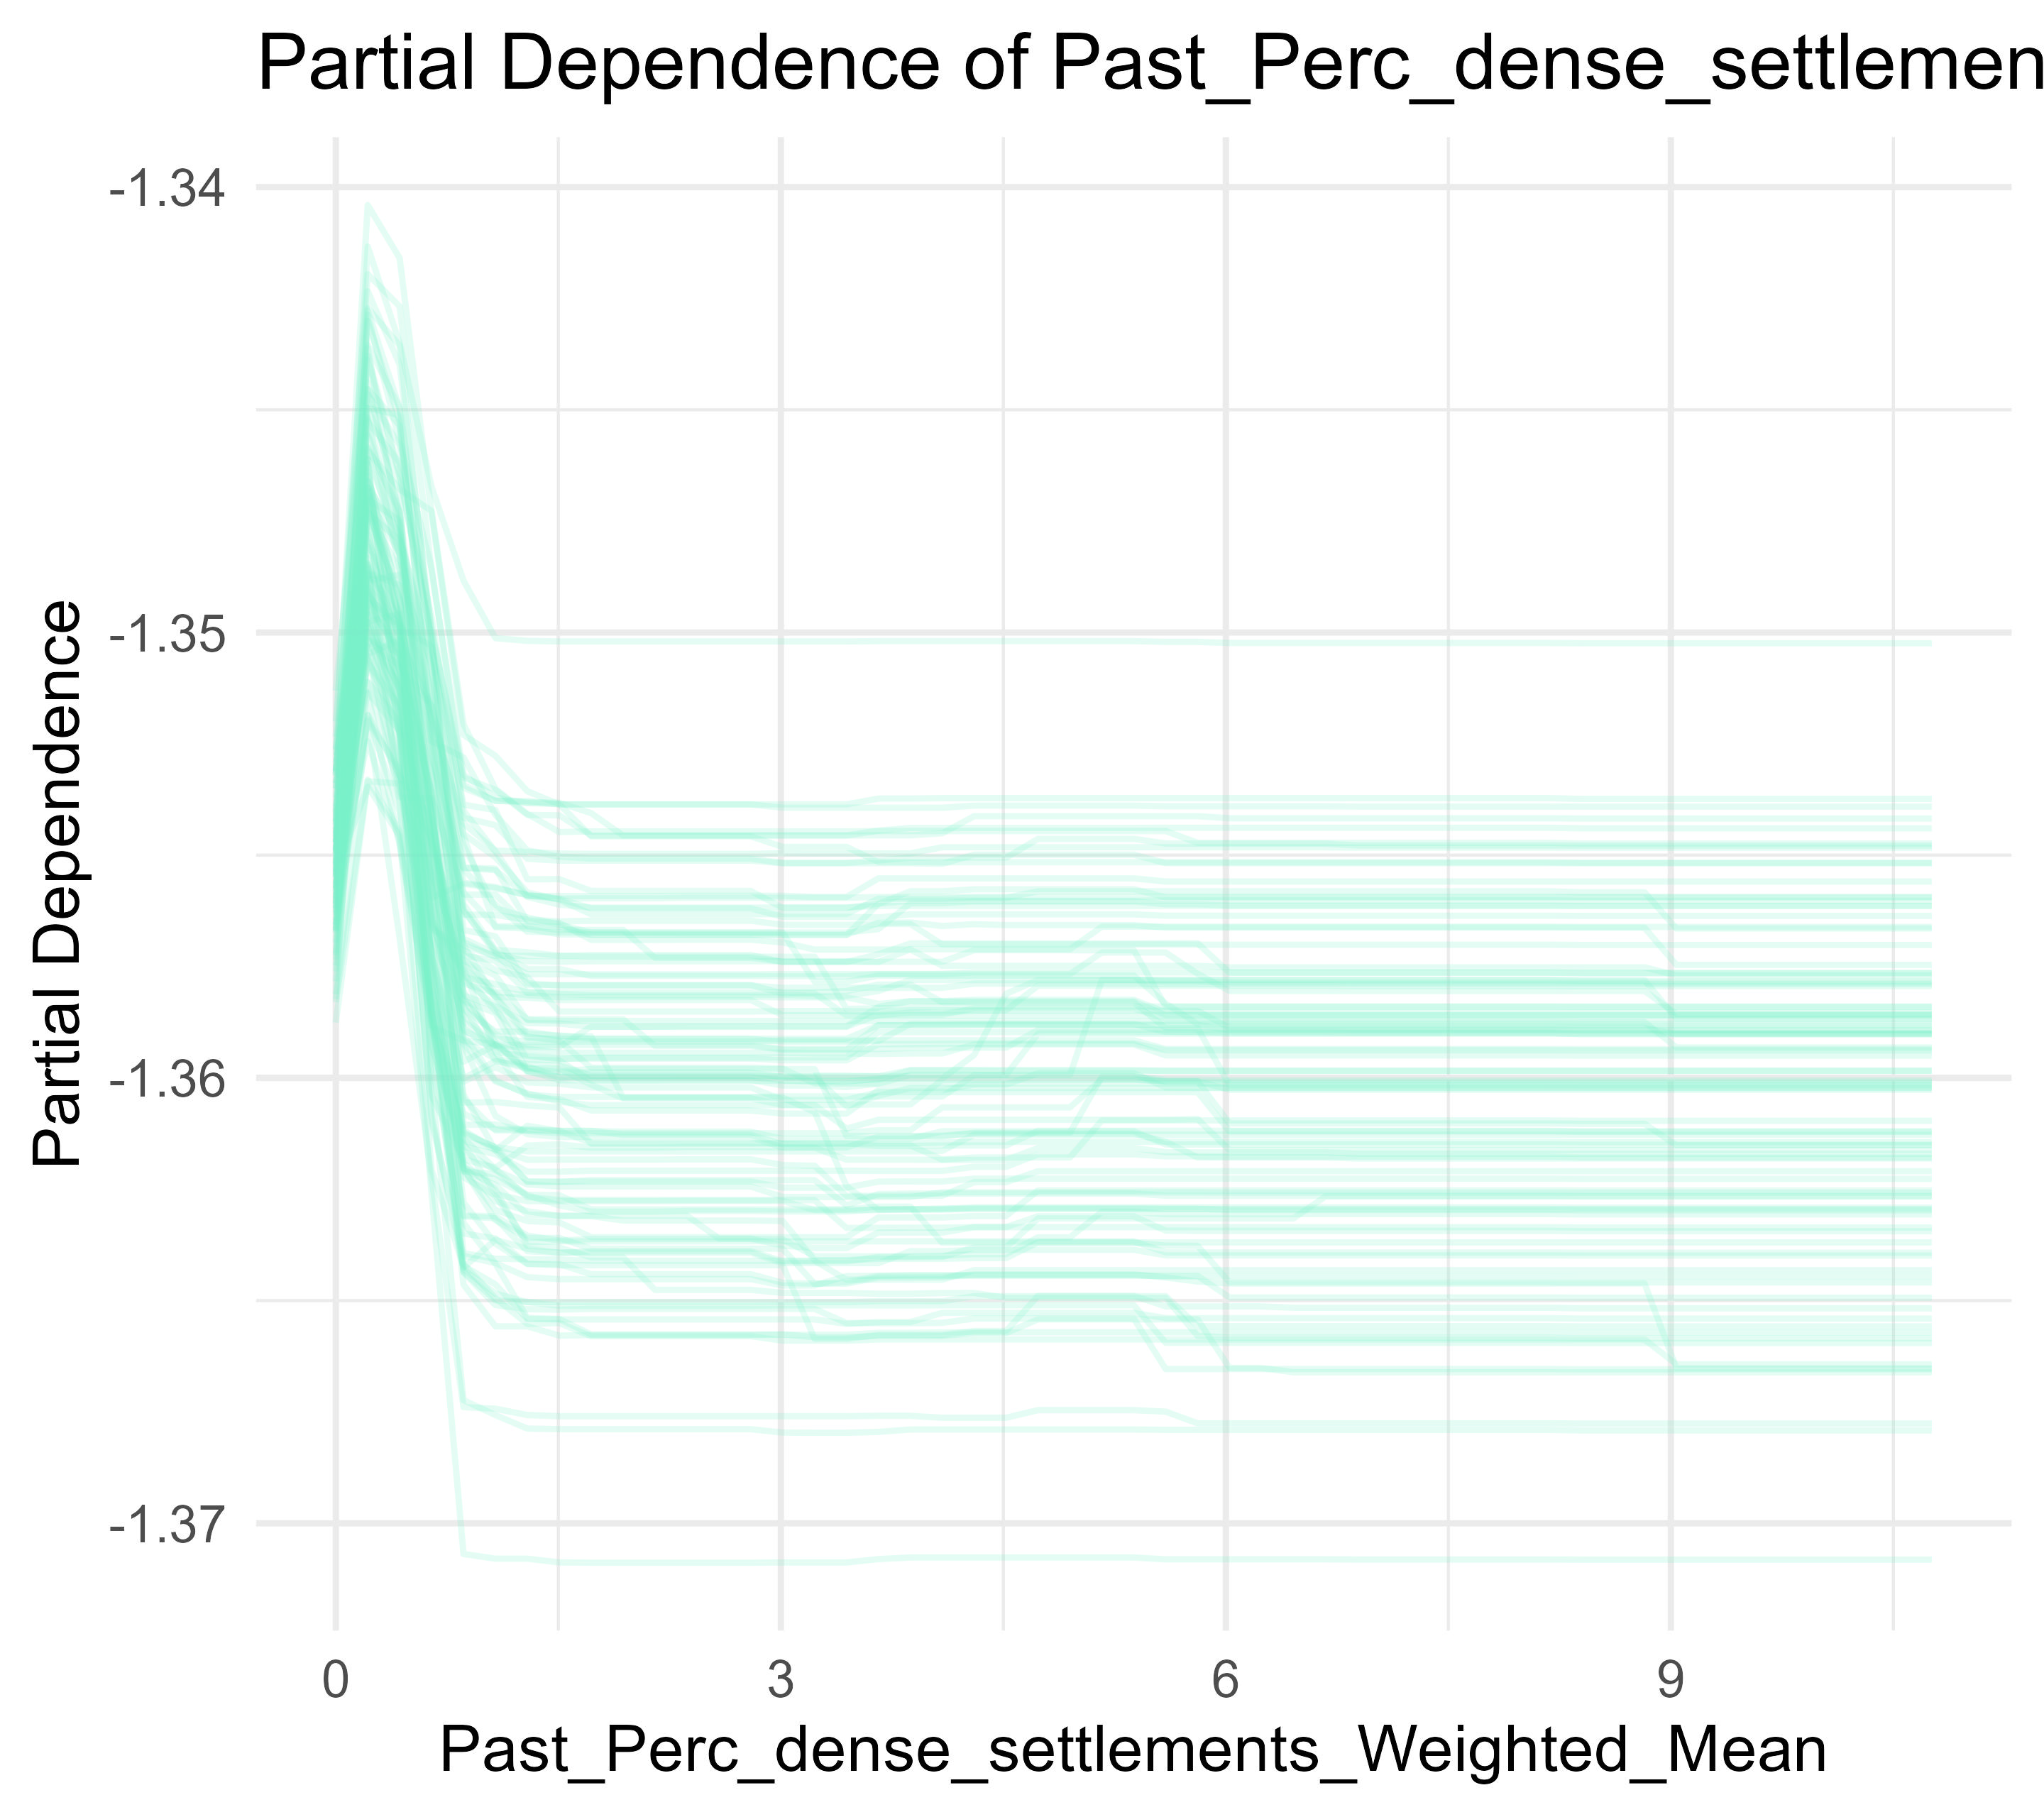 Partial Dependence of Past_Perc_dense_settlemen
-1.34
-1.35
-1.36
-1.37
Partial Dependence
0 3 6 9
Past_Perc_dense_settlements_Weighted_Mean